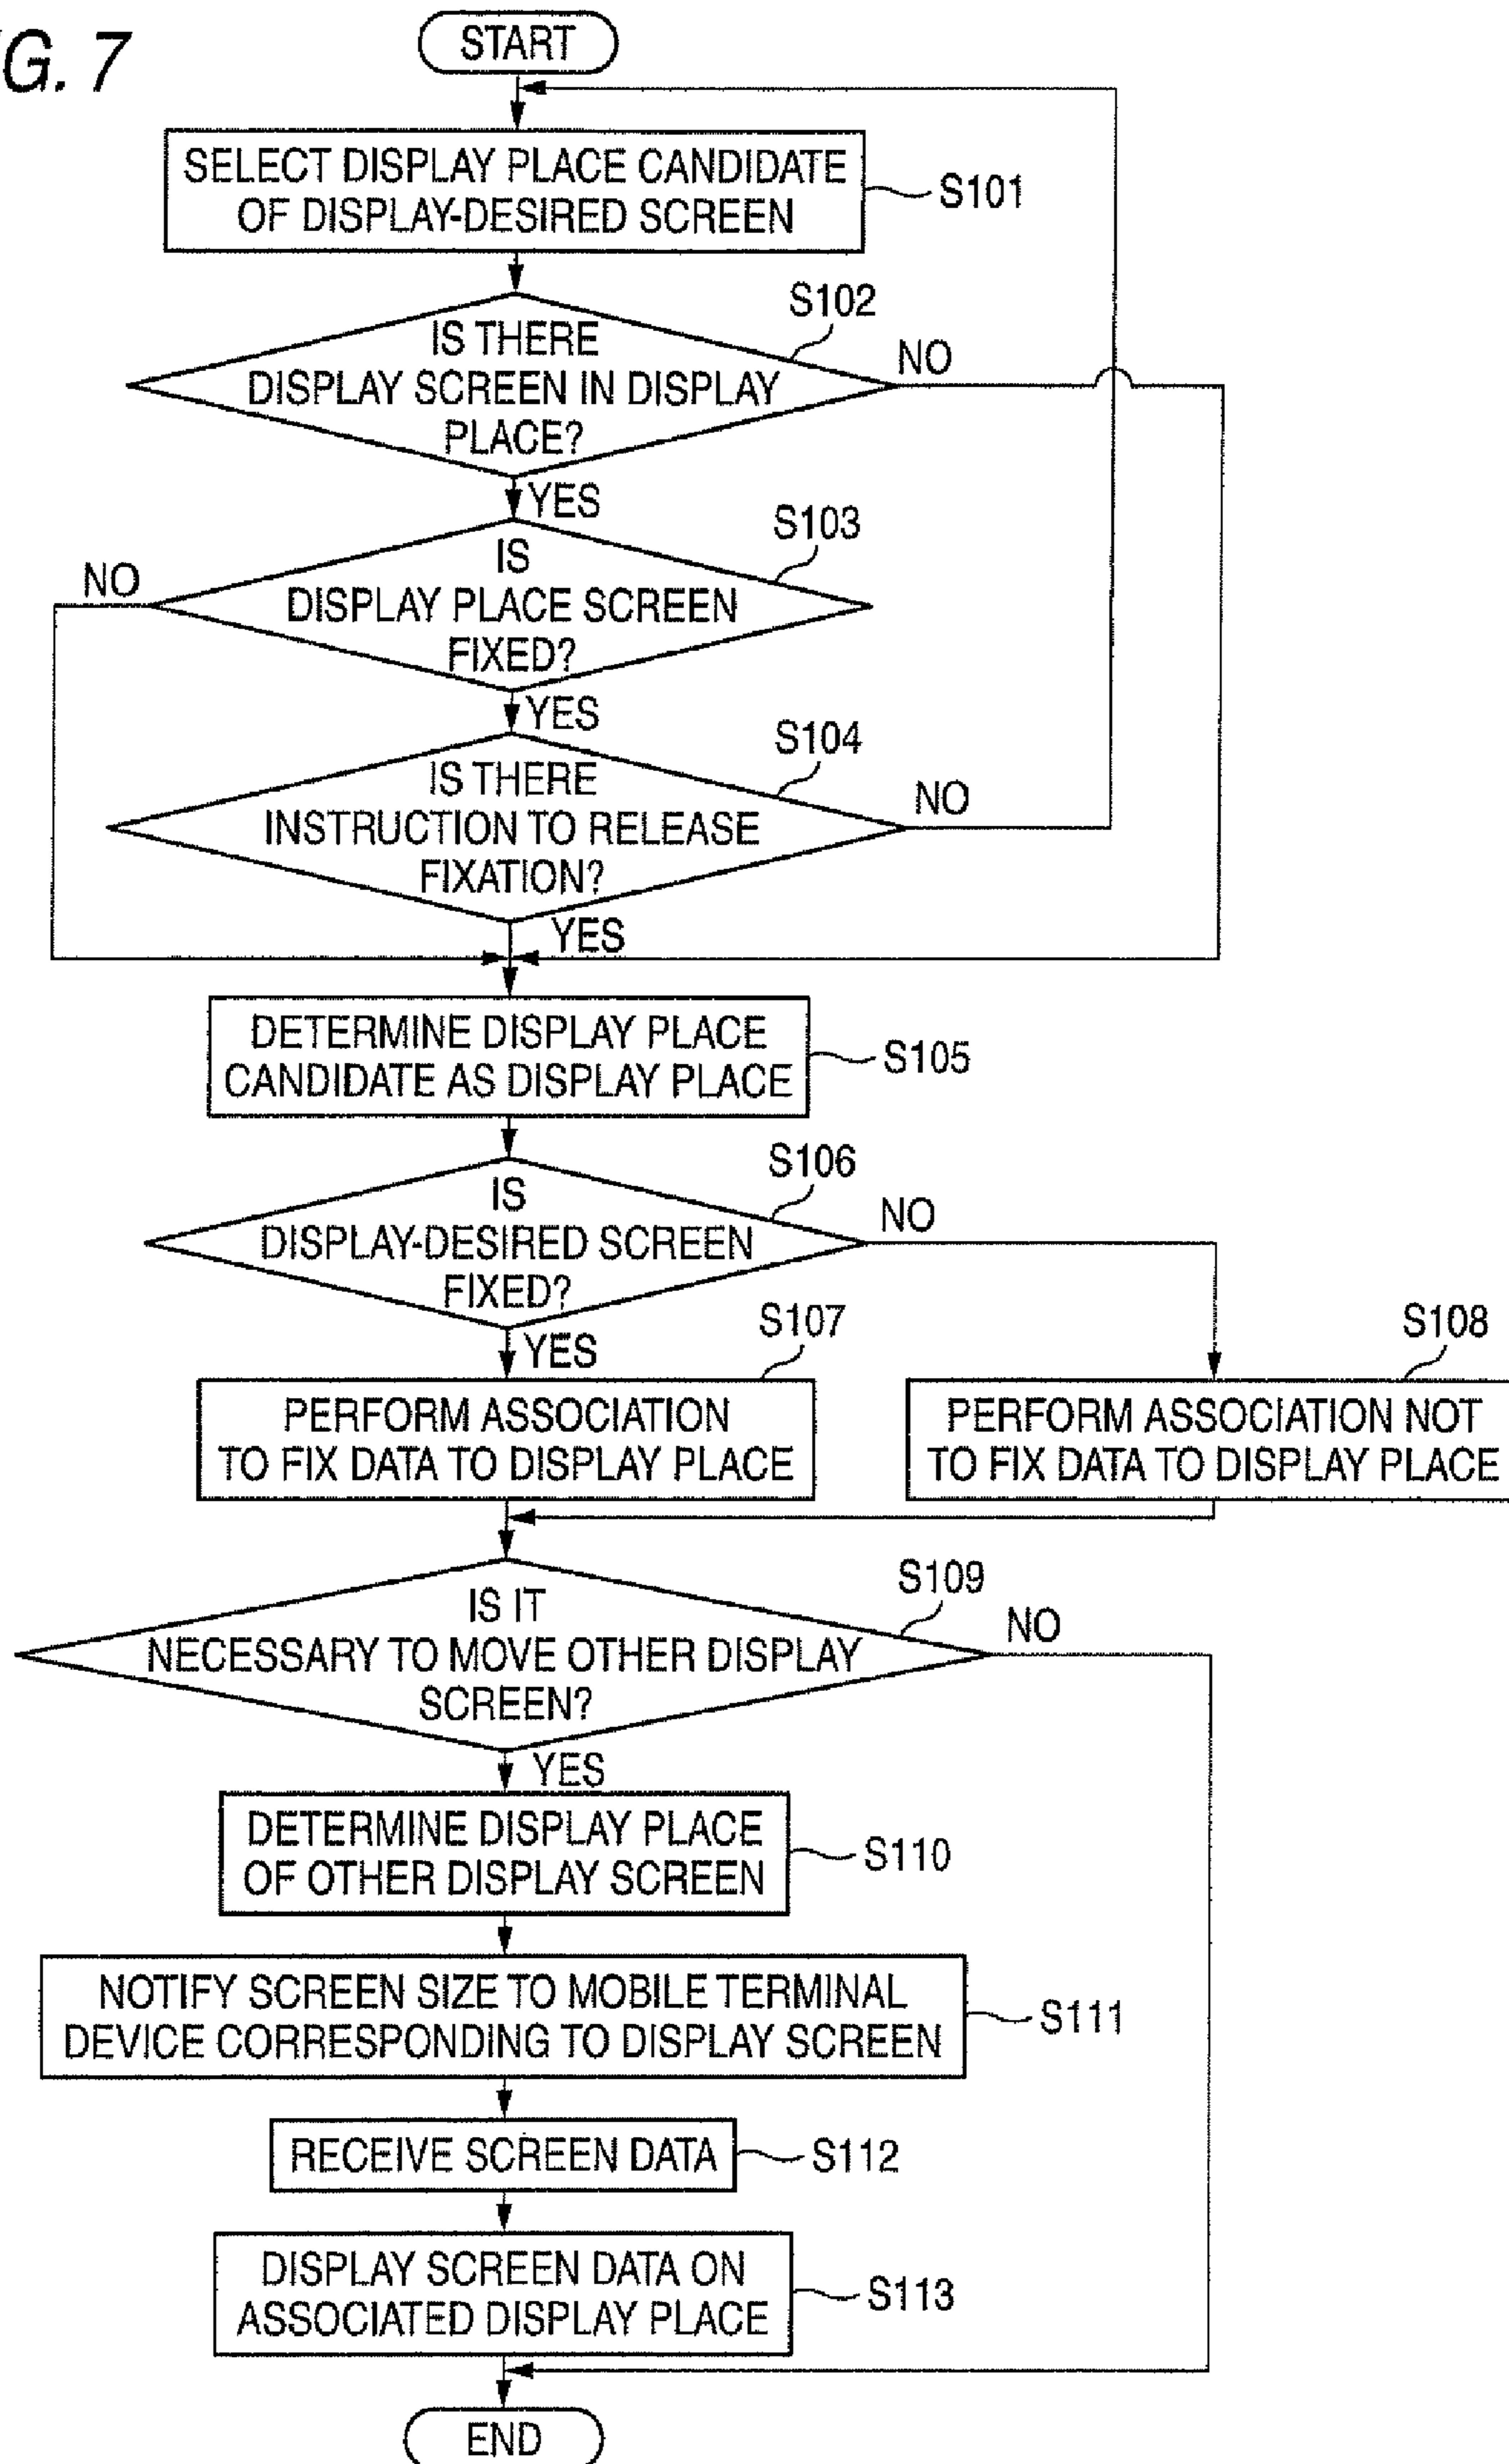 G. 7
START
SELECT DISPLAY PLACE CANDIDATE
OF DISPLAY-DESIRED SCREEN
S101
S102
IS THERE
DISPLAY SCREEN IN DISPLAY
PLACE?
NO
YES
S103
IS
DISPLAY PLACE SCREEN
FIXED?
NO
YES
S104
IS THERE
INSTRUCTION TO RELEASE
FIXATION?
NO
YES
DETERMINE DISPLAY PLACE
CANDIDATE AS DISPLAY PLACE
S105
S106
IS
DISPLAY-DESIRED SCREEN
FIXED?
NO
YES
S107
PERFORM ASSOCIATION
TO FIX DATA TO DISPLAY PLACE
S108
PERFORM ASSOCIATION NOT
TO FIX DATA TO DISPLAY PLACE
S109
IS IT
NECESSARY TO MOVE OTHER DISPLAY
SCREEN?
NO
YES
DETERMINE DISPLAY PLACE
OF OTHER DISPLAY SCREEN
S110
NOTIFY SCREEN SIZE TO MOBILE TERMINAL
DEVICE CORRESPONDING TO DISPLAY SCREEN
S111
RECEIVE SCREEN DATA
S112
DISPLAY SCREEN DATA ON
ASSOCIATED DISPLAY PLACE
S113
END